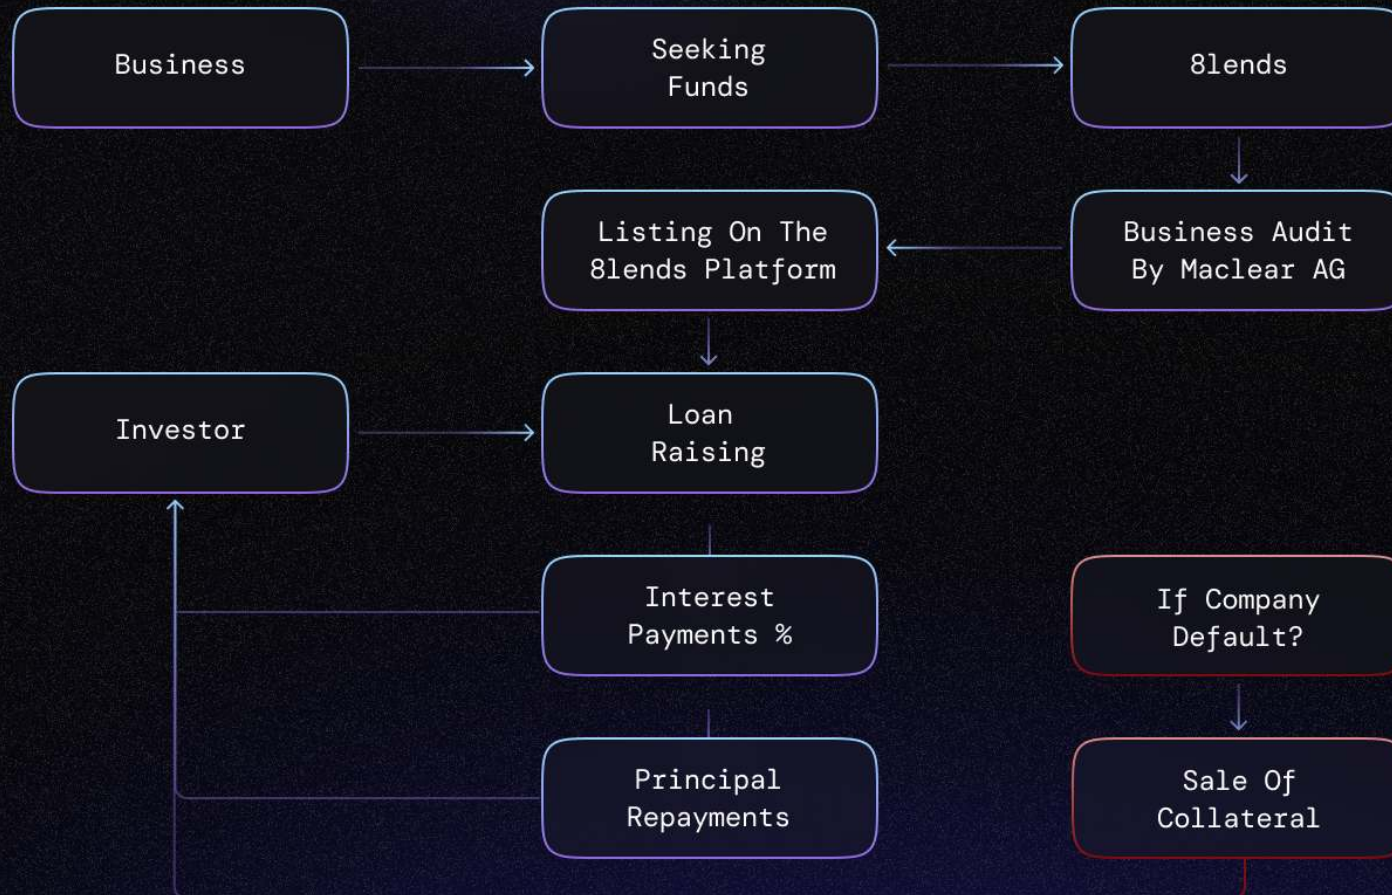 Business
Seeking
Funds
8lends
Listing On The
8lends Platform
Business Audit
By Maclear AG
Investor
Loan
Raising
Interest
Payments %
If Company
Default?
Principal
Repayments
Sale Of
Collateral